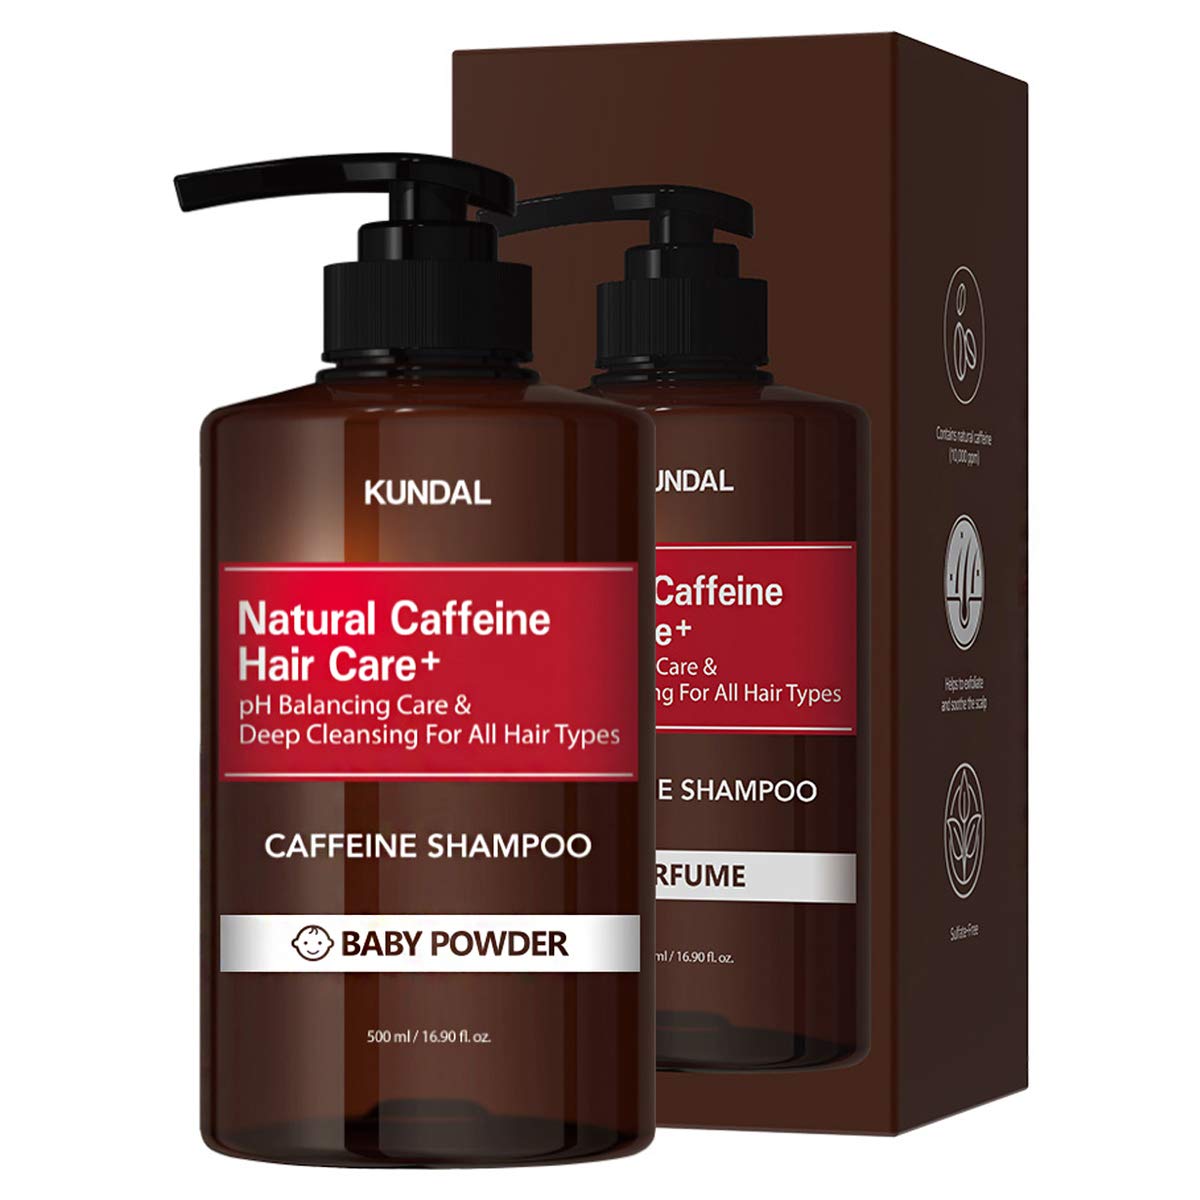 KUNDAL
Natural Caffeine
Hair Care+
pH Balancing Care &
Deep Cleansing For All Hair Types
CAFFEINE SHAMPOO
BABY POWDER
500 ml / 16.90 fl. oz.
UNDAL
Caffeine
e+
Care &
ng For All Hair Types
E SHAMPOO
RFUME
ml / 16.90 fl. oz.
Contains natural caffeine
(10,000 ppm)
Helps to exfoliate
and soothe the scalp
Sulfate-Free